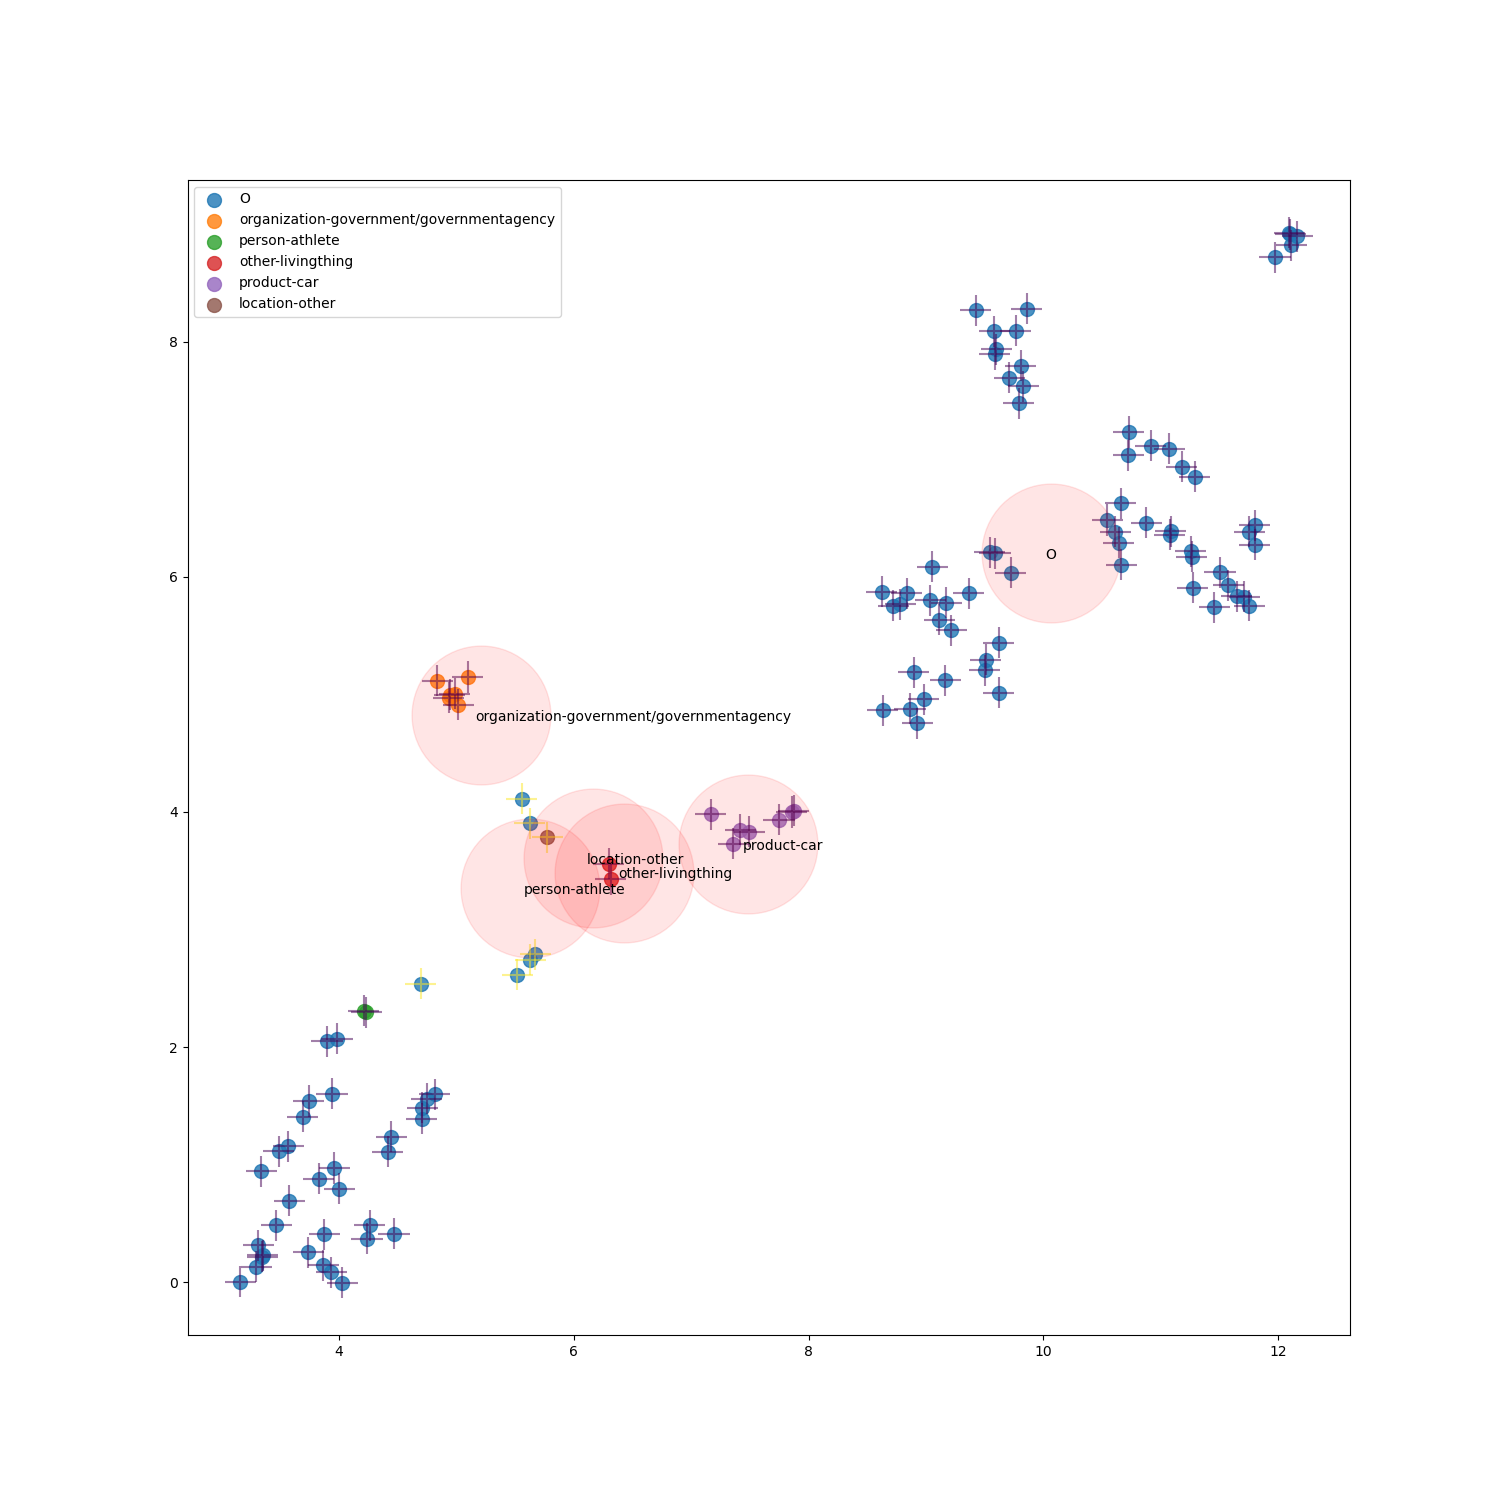 O
organization-government/governmentagency
person-athlete
other-livingthing
product-car
location-other
8
6
4
2
0
O
organization-government/governmentagency
product-car
location-other
other-livingthing
person-athlete
4
6
8
10
12